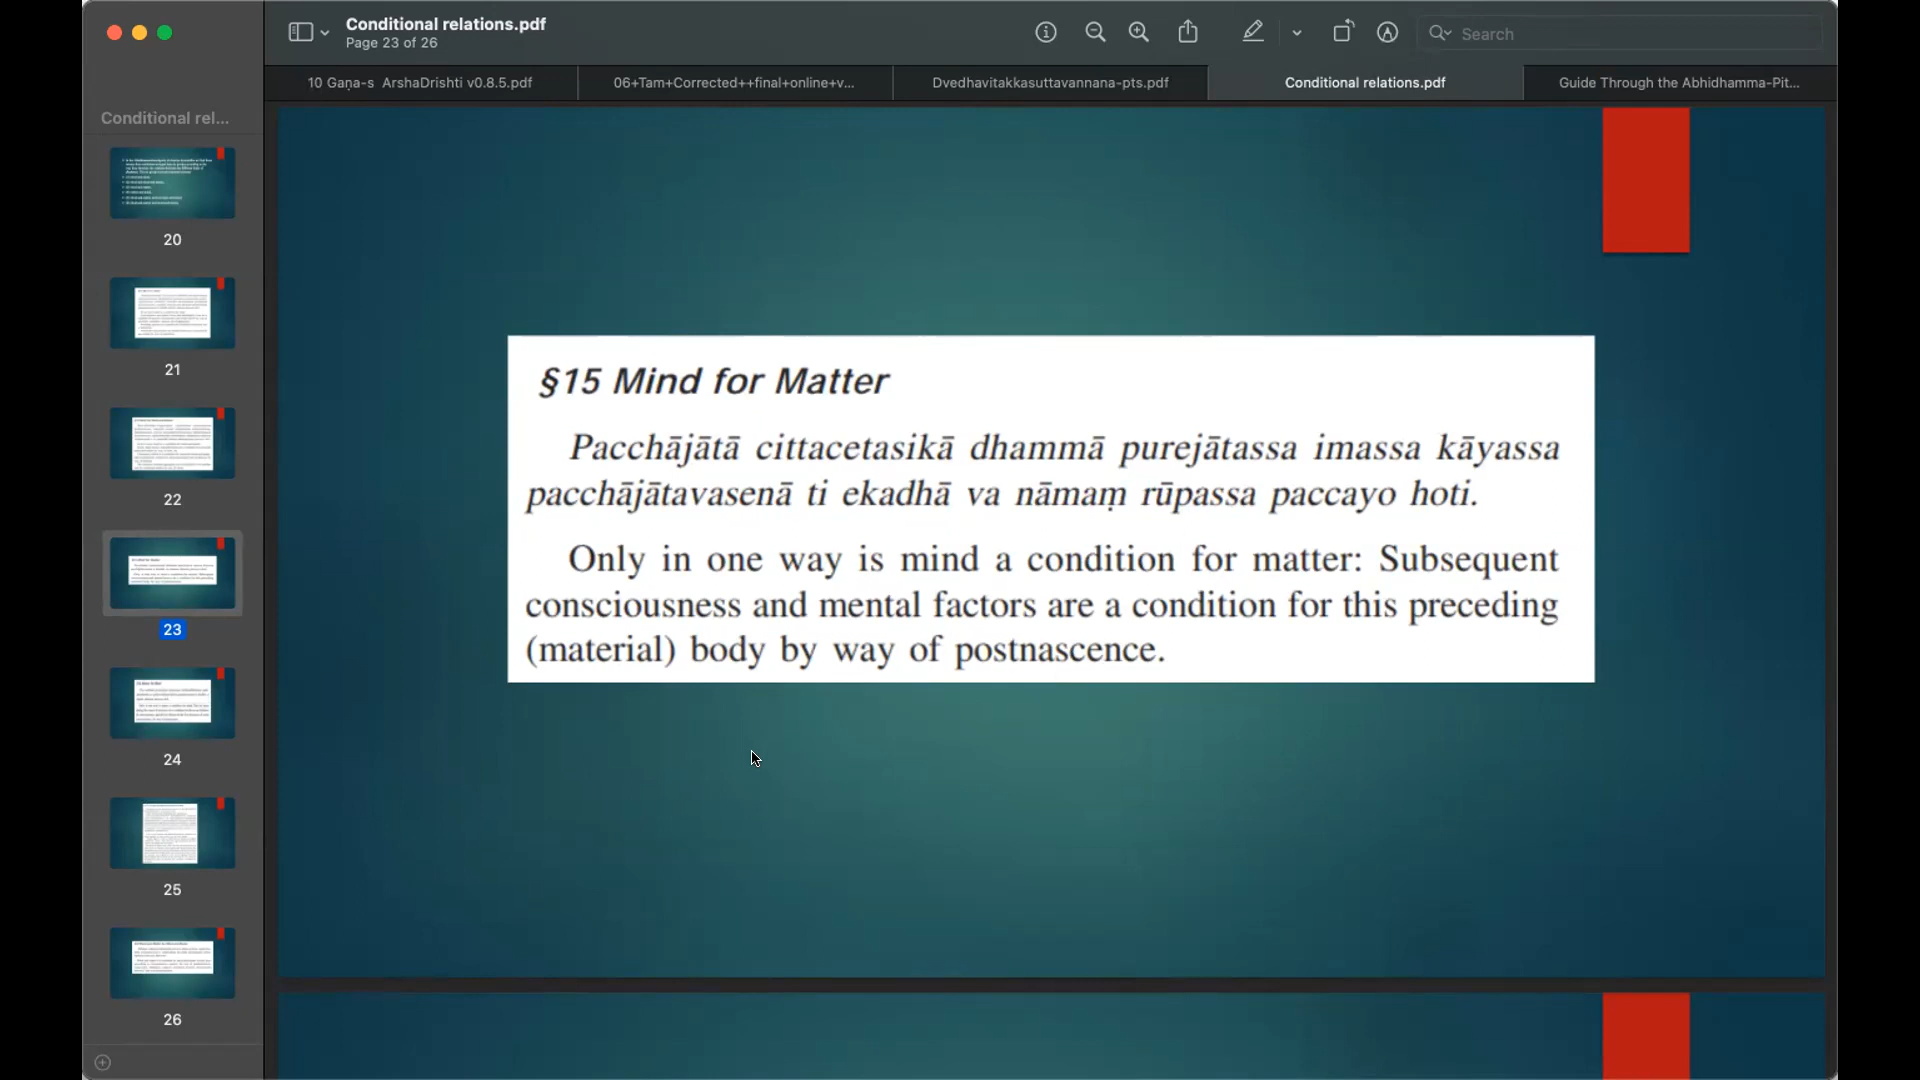 Conditional relations.pdf
Page 23 of 26
Search
10 Gaṇa-s ArshaDrishti v0.8.5.pdf
06+Tam+Corrected++final+online+v...
Dvedhavitakkasuttavannana-pts.pdf
Conditional relations.pdf
Guide Through the Abhidhamma-Pit...
Conditional rel...
20
21
22
23
24
25
26
§15 Mind for Matter
Pacchājātā cittacetasikā dhammā purejātassa imassa kāyassa
pacchājātavasenā ti ekadhā va nāmaṃ rūpassa paccayo hoti.
Only in one way is mind a condition for matter: Subsequent
consciousness and mental factors are a condition for this preceding
(material) body by way of postnascence.